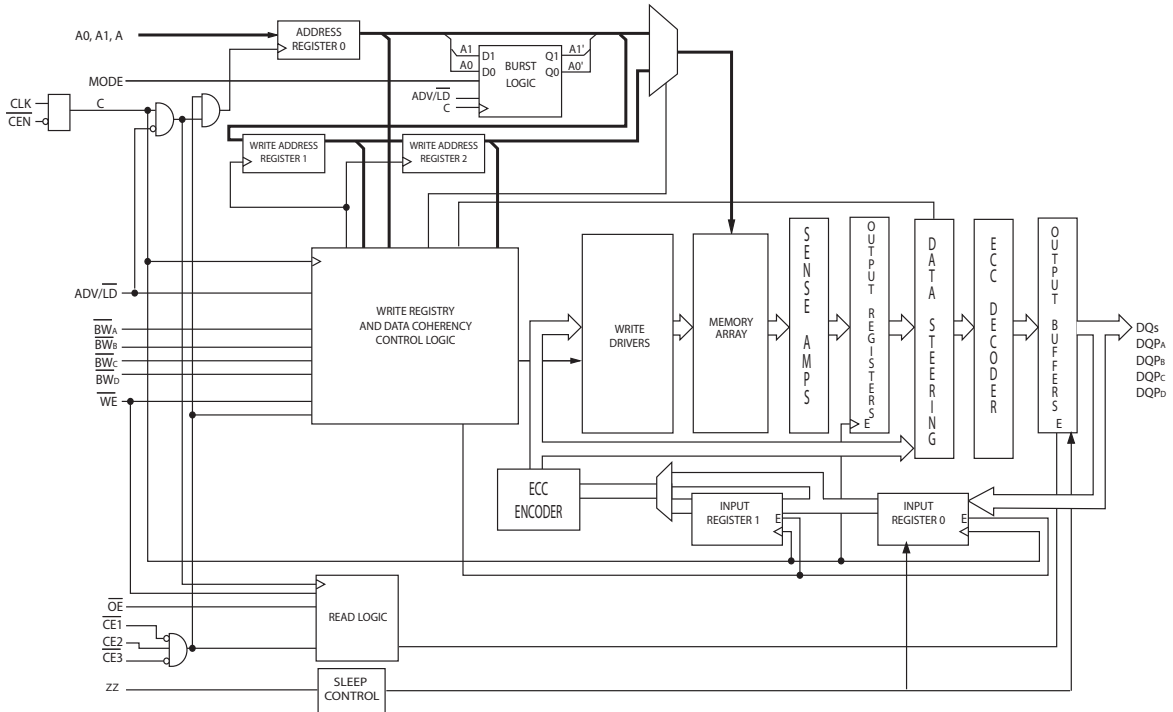 A0, A1, A
ADDRESS
REGISTER 0
MODE
A1
A0
D1
D0
BURST
LOGIC
Q1
Q0
A1'
A0'
ADV/LD
C
CLK
CEN
C
WRITE ADDRESS
REGISTER 1
WRITE ADDRESS
REGISTER 2
ADV/LD
BWA
BWB
BWC
BWD
WE
WRITE REGISTRY
AND DATA COHERENCY
CONTROL LOGIC
WRITE
DRIVERS
MEMORY
ARRAY
SENSE AMPS
OUTPUT REGISTERS
E
DATA STEERING
ECC DECODER
OUTPUT BUFFERS
E
DQs
DQPA
DQPB
DQPC
DQPD
ECC
ENCODER
INPUT
REGISTER 1
E
INPUT
REGISTER 0
E
OE
CE1
CE2
CE3
READ LOGIC
ZZ
SLEEP
CONTROL